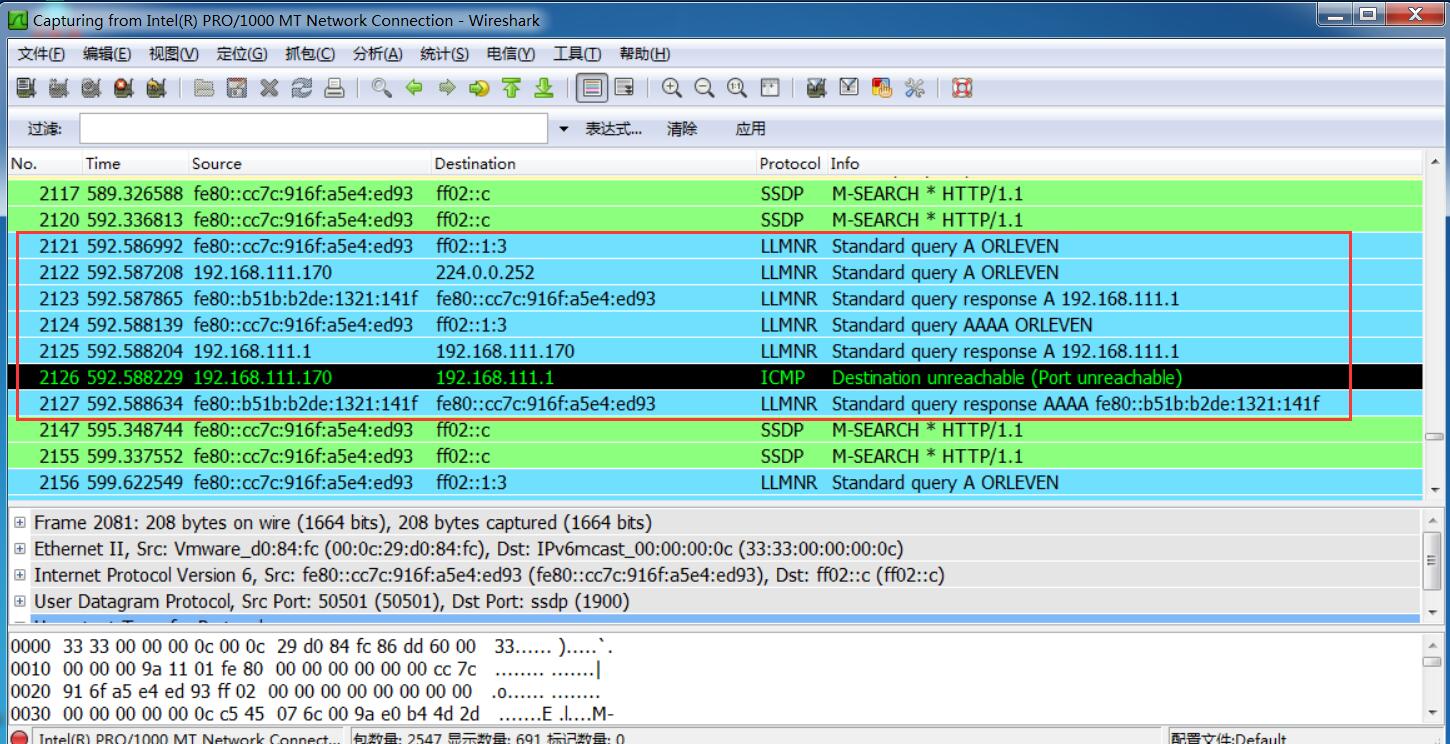 Capturing from Intel(R) PRO/1000 MT Network Connection - Wireshark
文件(F) 编辑(E) 视图(V) 定位(G) 抓包(C) 分析(A) 统计(S) 电信(Y) 工具(T) 帮助(H)
过滤: 表达式... 清除 应用
No. Time Source Destination Protocol Info
2117 589.326588 fe80::cc7c:916f:a5e4:ed93 ff02::c SSDP M-SEARCH * HTTP/1.1
2120 592.336813 fe80::cc7c:916f:a5e4:ed93 ff02::c SSDP M-SEARCH * HTTP/1.1
2121 592.586992 fe80::cc7c:916f:a5e4:ed93 ff02::1:3 LLMNR Standard query A ORLEVEN
2122 592.587208 192.168.111.170 224.0.0.252 LLMNR Standard query A ORLEVEN
2123 592.587865 fe80::b51b:b2de:1321:141f fe80::cc7c:916f:a5e4:ed93 LLMNR Standard query response A 192.168.111.1
2124 592.588139 fe80::cc7c:916f:a5e4:ed93 ff02::1:3 LLMNR Standard query AAAA ORLEVEN
2125 592.588204 192.168.111.1 192.168.111.170 LLMNR Standard query response A 192.168.111.1
2126 592.588229 192.168.111.170 192.168.111.1 ICMP Destination unreachable (Port unreachable)
2127 592.588634 fe80::b51b:b2de:1321:141f fe80::cc7c:916f:a5e4:ed93 LLMNR Standard query response AAAA fe80::b51b:b2de:1321:141f
2147 595.348744 fe80::cc7c:916f:a5e4:ed93 ff02::c SSDP M-SEARCH * HTTP/1.1
2155 599.337552 fe80::cc7c:916f:a5e4:ed93 ff02::c SSDP M-SEARCH * HTTP/1.1
2156 599.622549 fe80::cc7c:916f:a5e4:ed93 ff02::1:3 LLMNR Standard query A ORLEVEN
Frame 2081: 208 bytes on wire (1664 bits), 208 bytes captured (1664 bits)
Ethernet II, Src: Vmware_d0:84:fc (00:0c:29:d0:84:fc), Dst: IPv6mcast_00:00:00:0c (33:33:00:00:00:0c)
Internet Protocol Version 6, Src: fe80::cc7c:916f:a5e4:ed93 (fe80::cc7c:916f:a5e4:ed93), Dst: ff02::c (ff02::c)
User Datagram Protocol, Src Port: 50501 (50501), Dst Port: ssdp (1900)
0000 33 33 00 00 00 0c 00 0c 29 d0 84 fc 86 dd 60 00 33...... ).....`.
0010 00 00 00 9a 11 01 fe 80 00 00 00 00 00 00 cc 7c ........ .......|
0020 91 6f a5 e4 ed 93 ff 02 00 00 00 00 00 00 00 00 .o...... ........
0030 00 00 00 00 00 0c c5 45 07 6c 00 9a e0 b4 4d 2d .......E .l....M-
Intel(R) PRO/1000 MT Network Connect... 包数量: 2547 显示数量: 691 标记数量: 0 配置文件:Default